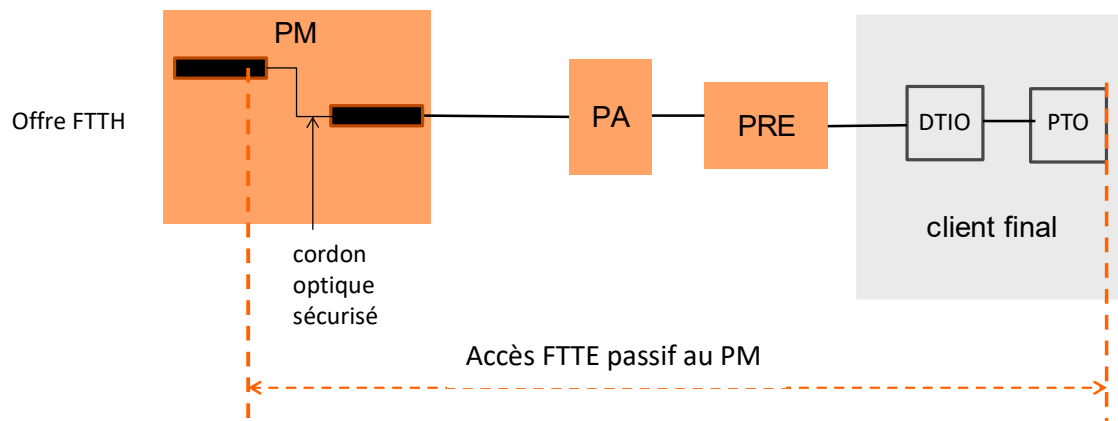 PM
Offre FTTH
PA
PRE
DTIO
PTO
client final
cordon
optique
sécurisé
Accès FTTE passif au PM